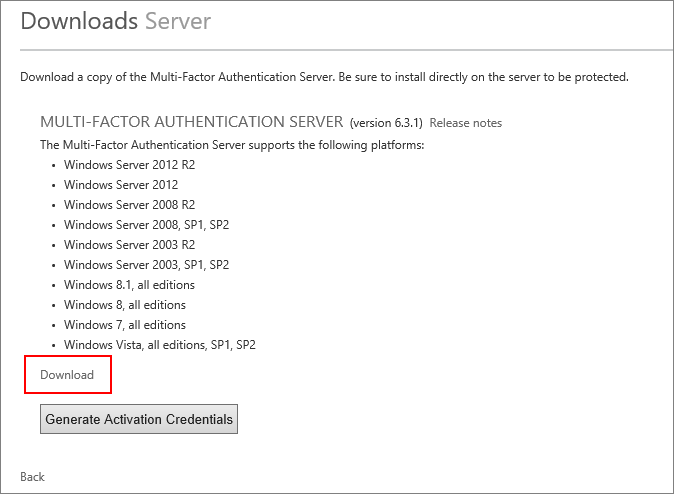 Downloads Server
Download a copy of the Multi-Factor Authentication Server. Be sure to install directly on the server to be protected.
MULTI-FACTOR AUTHENTICATION SERVER (version 6.3.1) Release notes
The Multi-Factor Authentication Server supports the following platforms:
• Windows Server 2012 R2
• Windows Server 2012
• Windows Server 2008 R2
• Windows Server 2008, SP1, SP2
• Windows Server 2003 R2
• Windows Server 2003, SP1, SP2
• Windows 8.1, all editions
• Windows 8, all editions
• Windows 7, all editions
• Windows Vista, all editions, SP1, SP2
Download
Generate Activation Credentials
Back